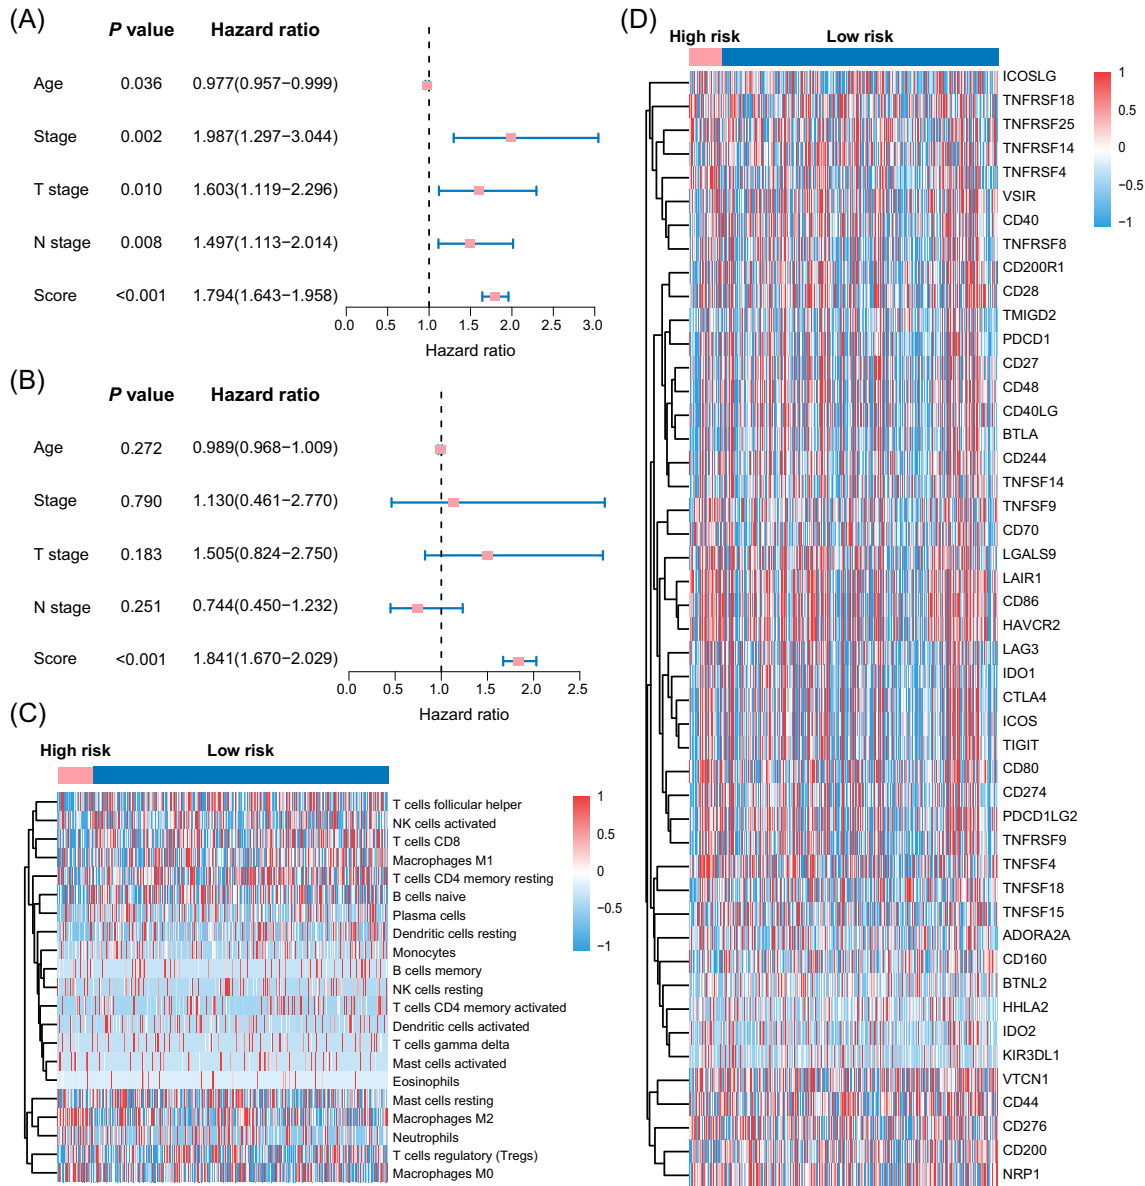 (A)
P value Hazard ratio
Age 0.036 0.977(0.957−0.999)
Stage 0.002 1.987(1.297−3.044)
T stage 0.010 1.603(1.119−2.296)
N stage 0.008 1.497(1.113−2.014)
Score <0.001 1.794(1.643−1.958)
0.0 0.5 1.0 1.5 2.0 2.5 3.0
Hazard ratio
(B)
P value Hazard ratio
Age 0.272 0.989(0.968−1.009)
Stage 0.790 1.130(0.461−2.770)
T stage 0.183 1.505(0.824−2.750)
N stage 0.251 0.744(0.450−1.232)
Score <0.001 1.841(1.670−2.029)
0.0 0.5 1.0 1.5 2.0 2.5
Hazard ratio
(C)
High risk Low risk
T cells follicular helper
NK cells activated
T cells CD8
Macrophages M1
T cells CD4 memory resting
B cells naive
Plasma cells
Dendritic cells resting
Monocytes
B cells memory
NK cells resting
T cells CD4 memory activated
Dendritic cells activated
T cells gamma delta
Mast cells activated
Eosinophils
Mast cells resting
Macrophages M2
Neutrophils
T cells regulatory (Tregs)
Macrophages M0
1
0.5
0
−0.5
−1
(D)
High risk Low risk
ICOSLG
TNFRSF18
TNFRSF25
TNFRSF14
TNFRSF4
VSIR
CD40
TNFRSF8
CD200R1
CD28
TMIGD2
PDCD1
CD27
CD48
CD40LG
BTLA
CD244
TNFSF14
TNFSF9
CD70
LGALS9
LAIR1
CD86
HAVCR2
LAG3
IDO1
CTLA4
ICOS
TIGIT
CD80
CD274
PDCD1LG2
TNFRSF9
TNFSF4
TNFSF18
TNFSF15
ADORA2A
CD160
BTNL2
HHLA2
IDO2
KIR3DL1
VTCN1
CD44
CD276
CD200
NRP1
1
0.5
0
−0.5
−1